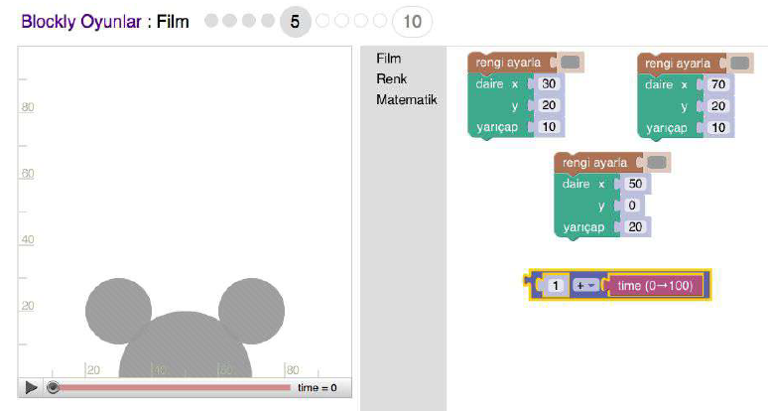 Blockly Oyunlar : Film 5 10
80
60
40
20
20 40 60 80
time = 0
Film
Renk
Matematik
rengi ayarla
daire x 30
y 20
yarıçap 10
rengi ayarla
daire x 70
y 20
yarıçap 10
rengi ayarla
daire x 50
y 0
yarıçap 20
1 + time (0→100)